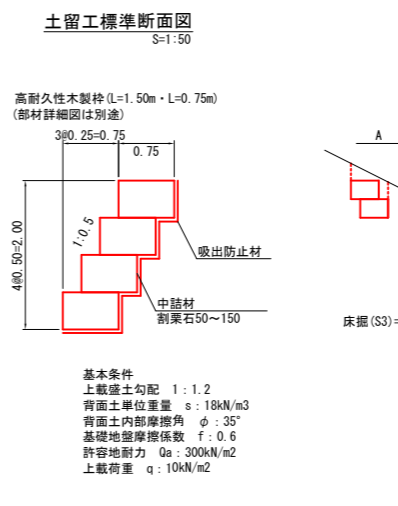 土留工標準断面図
S=1:50
高耐久性木製枠(L=1.50m・L=0.75m)
(部材詳細図は別途)
3@0.25=0.75
0.75
A
4@0.50=2.00
1:0.5
吸出防止材
中詰材
割栗石50～150
床掘(S3)=
基本条件
上載盛土勾配 1:1.2
背面土単位重量 s:18kN/m3
背面土内部摩擦角 φ:35°
基礎地盤摩擦係数 f:0.6
許容地耐力 Qa:300kN/m2
上載荷重 q:10kN/m2